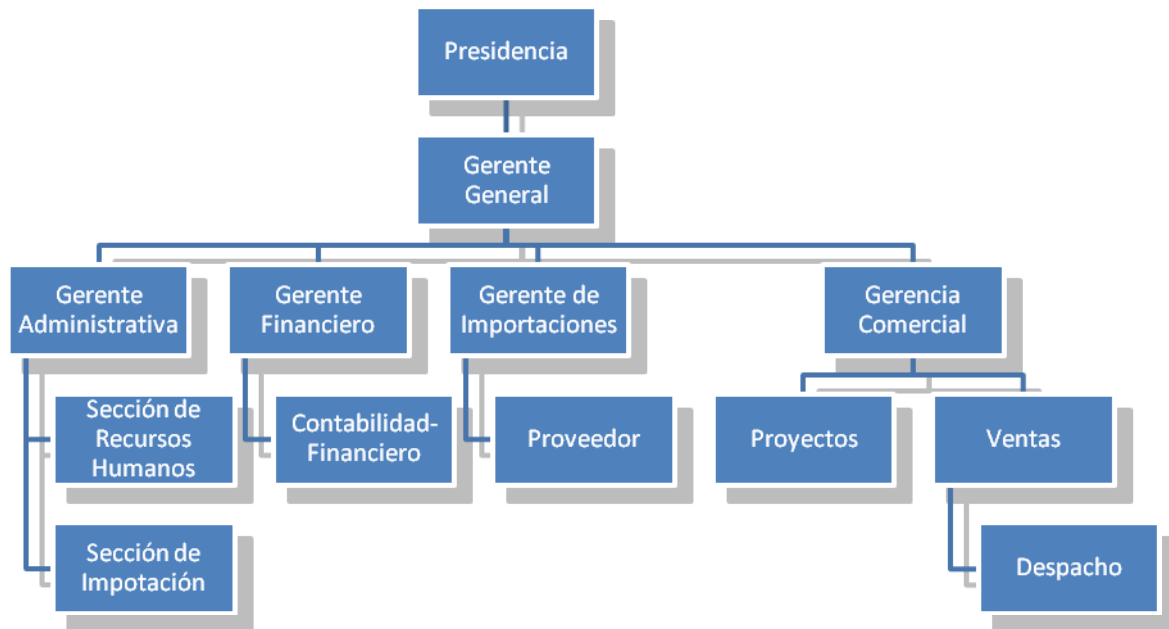 Presidencia
Gerente
General
Gerente
Administrativa
Gerente
Financiero
Gerente de
Importaciones
Gerencia
Comercial
Sección de
Recursos
Humanos
Contabilidad-
Financiero
Proveedor
Proyectos
Ventas
Sección de
Impotación
Despacho